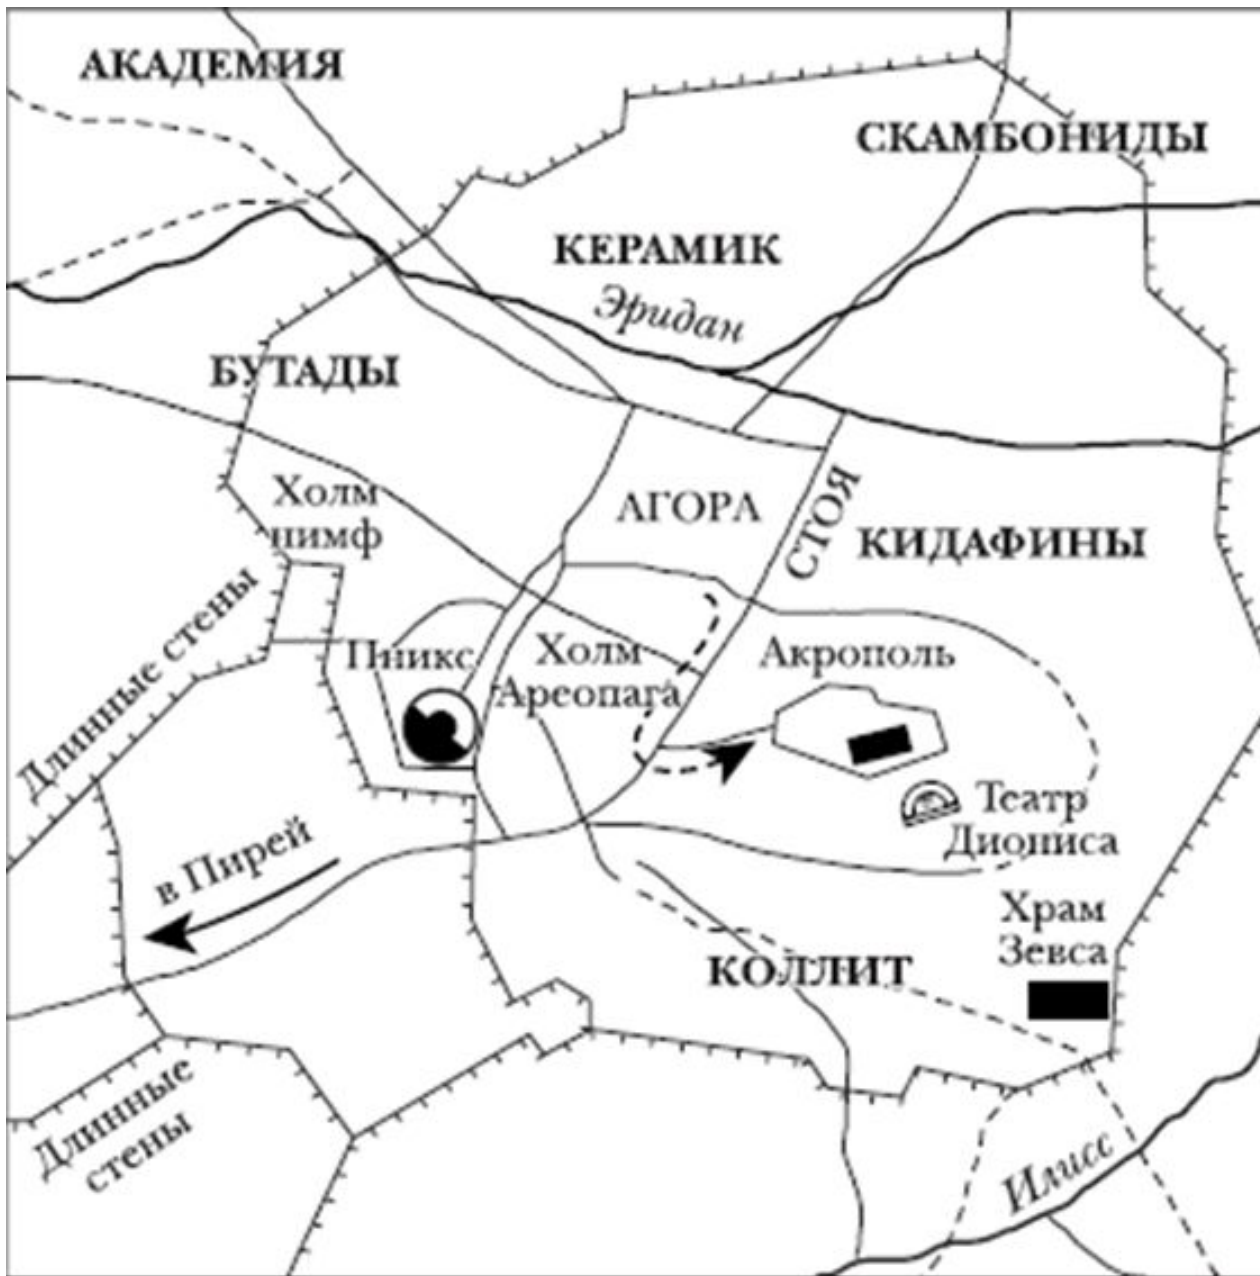 АКАДЕМИЯ
СКАМБОНИДЫ
КЕРАМИК
Эридан
БУТАДЫ
Холм
нимф
АГОРА
СТОЯ
КИДАФИНЫ
Длинные стены
Пникс
Холм
Ареопага
Акрополь
Театр
Диониса
в Пирей
Храм
Зевса
КОЛЛИТ
Длинные
стены
Илисс